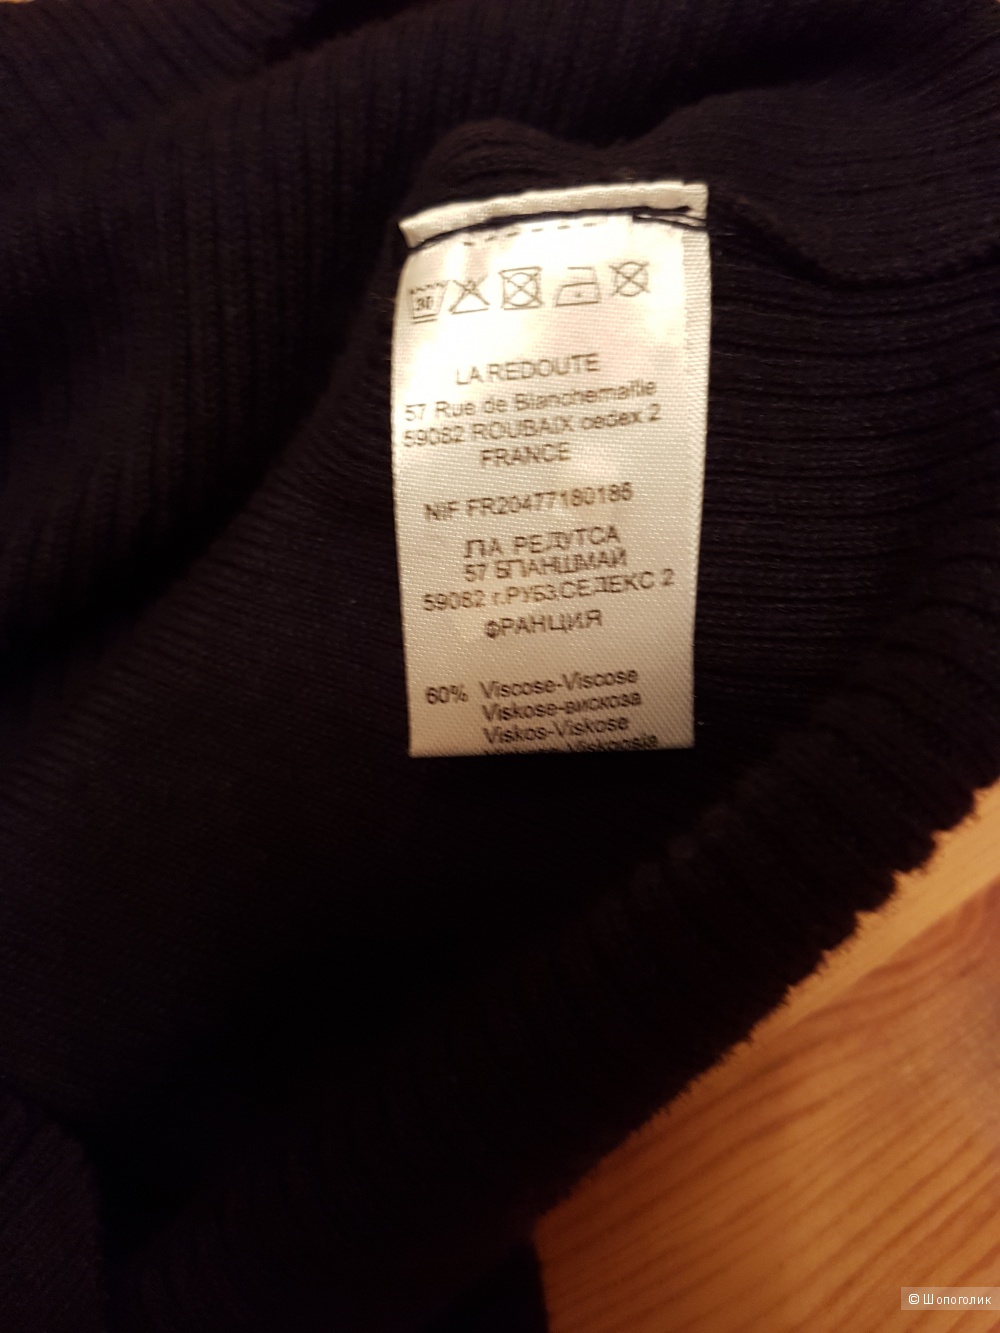 30
LA REDOUTE
57 Rue de Blanchemaille
59082 ROUBAIX cedex 2
FRANCE
NIF FR20477180186
ЛА РЕДУТСА
57 БЛАНШМАЙ
59082 г.РУБЗ.СЕДЕКС 2
ФРАНЦИЯ
60% Viscose-Viscose
Viskose-вискоза
Viskos-Viskose
© Шопоголик